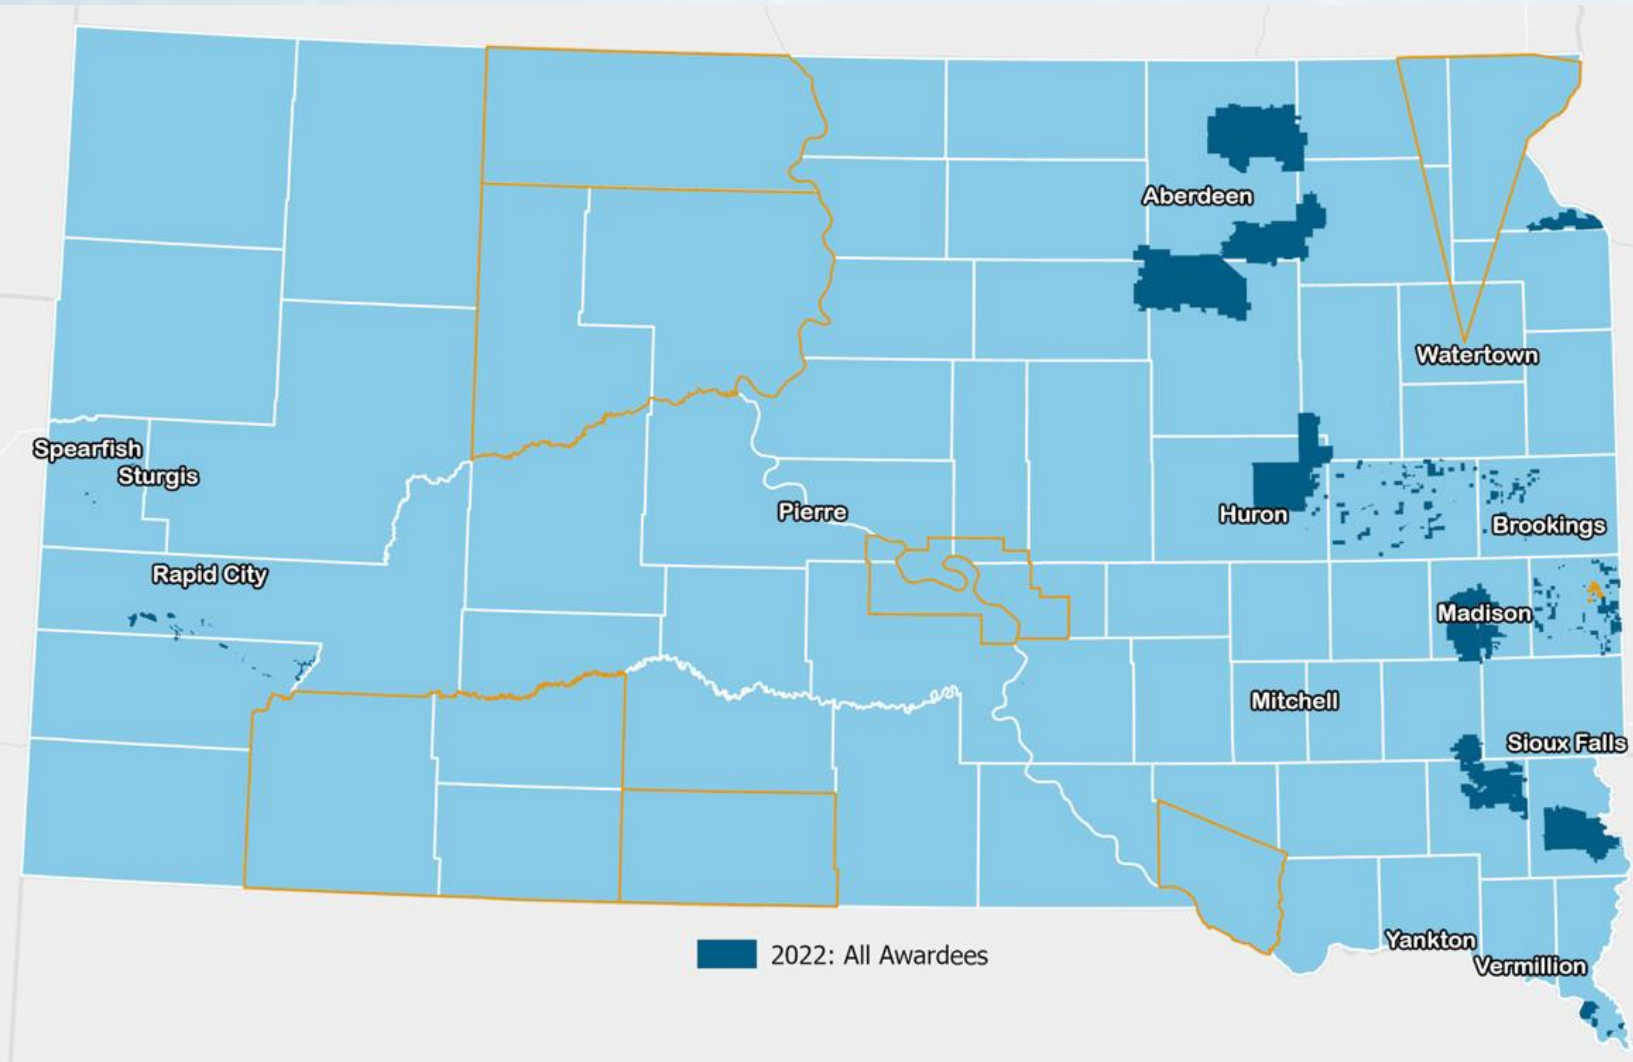 Aberdeen
Watertown
Spearfish
Sturgis
Pierre
Huron
Brookings
Rapid City
Madison
Mitchell
Sioux Falls
Yankton
Vermillion
2022: All Awardees